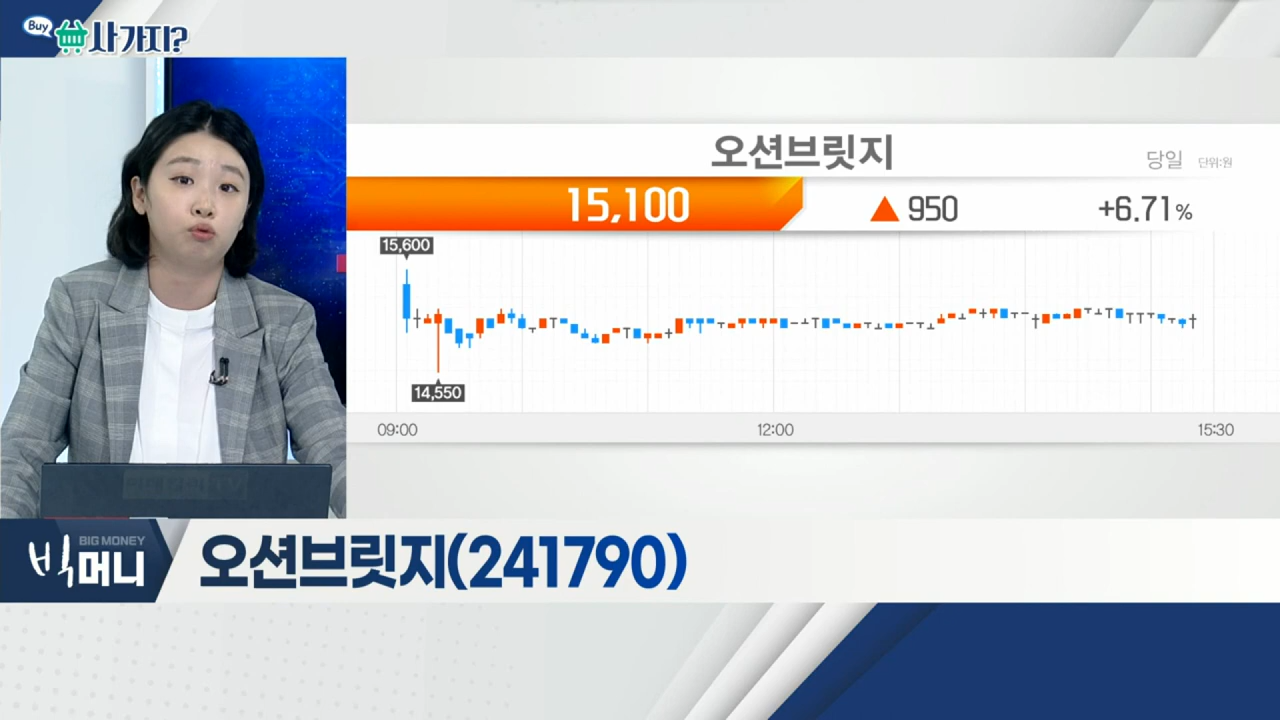 Buy 사가지?
오션브릿지
당일 단위:원
15,100 ▲ 950 +6.71%
15,600
14,550
09:00 12:00 15:30
BIG MONEY
빅머니
오션브릿지(241790)